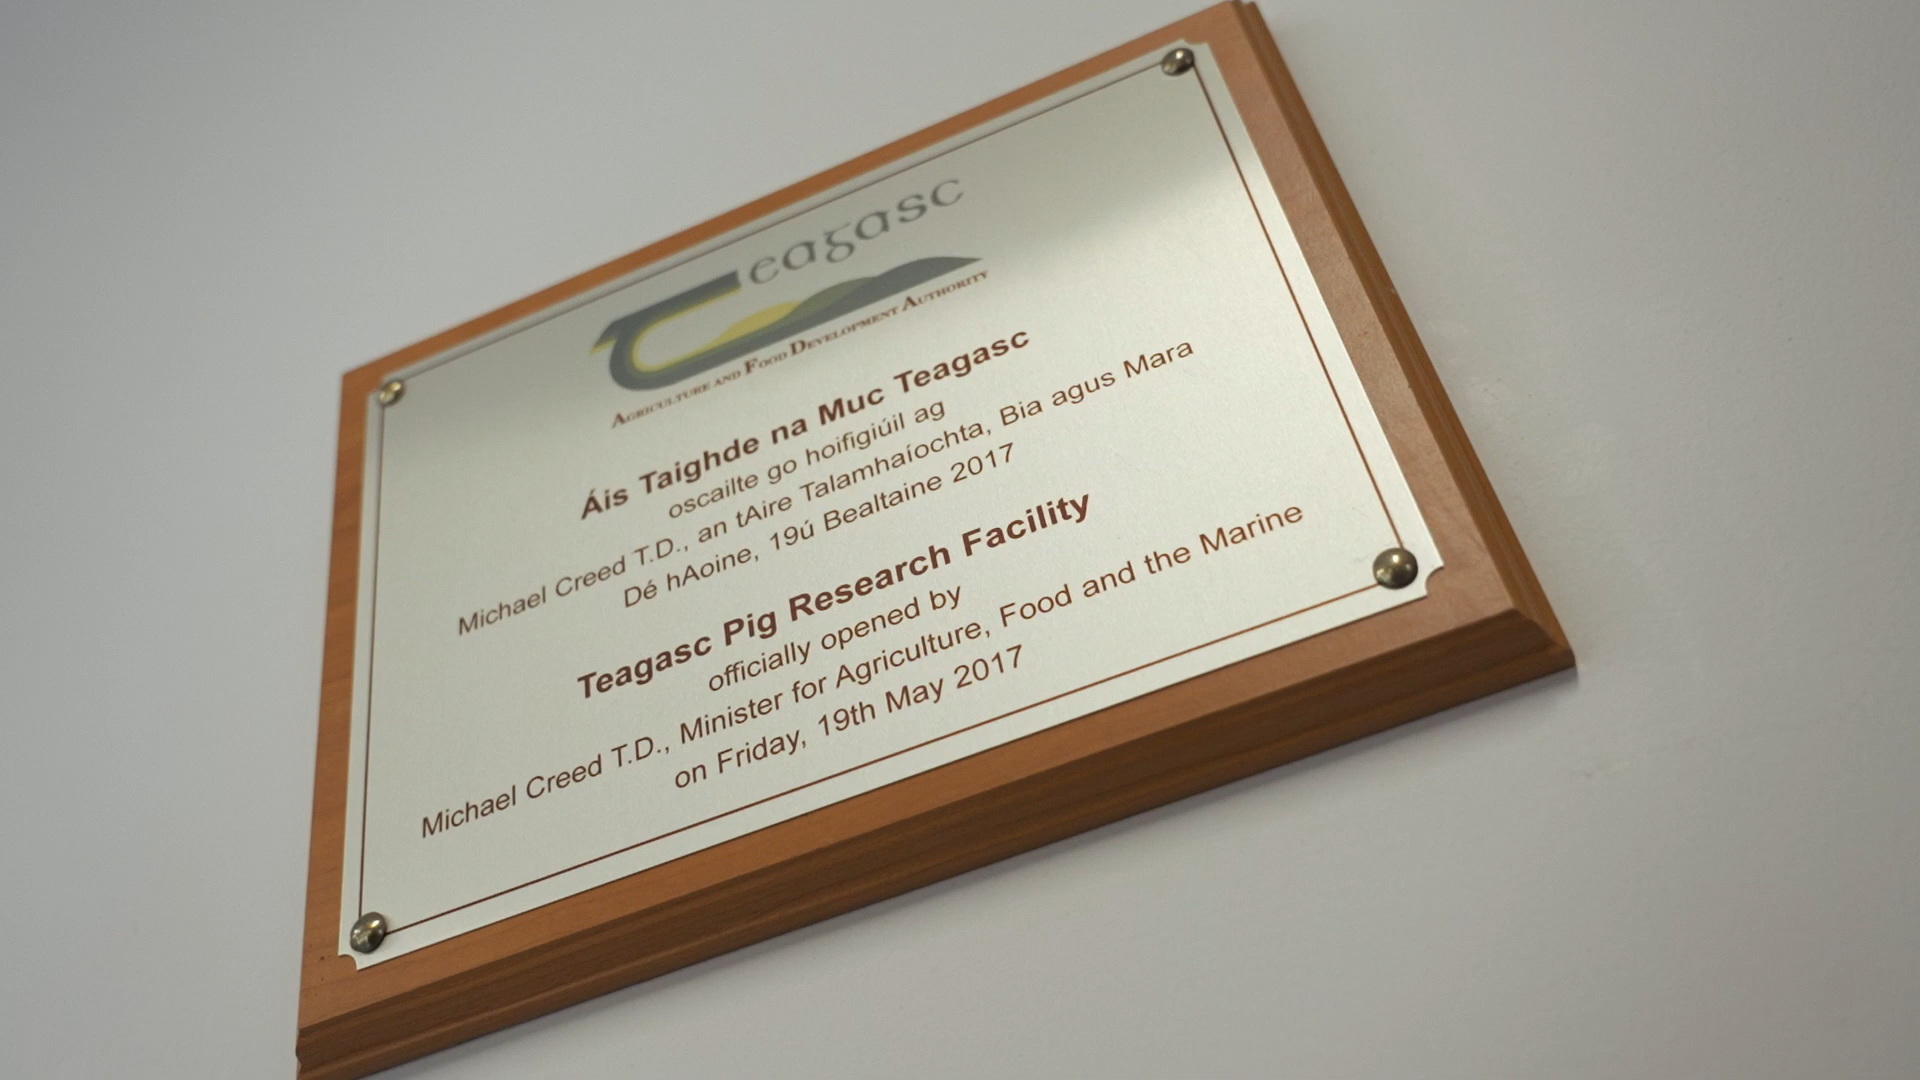 Teagasc
Agriculture and Food Development Authority
Áis Taighde na Muc Teagasc
oscailte go hoifigiúil ag
Michael Creed T.D., an tAire Talamhaíochta, Bia agus Mara
Dé hAoine, 19ú Bealtaine 2017
Teagasc Pig Research Facility
officially opened by
Michael Creed T.D., Minister for Agriculture, Food and the Marine
on Friday, 19th May 2017